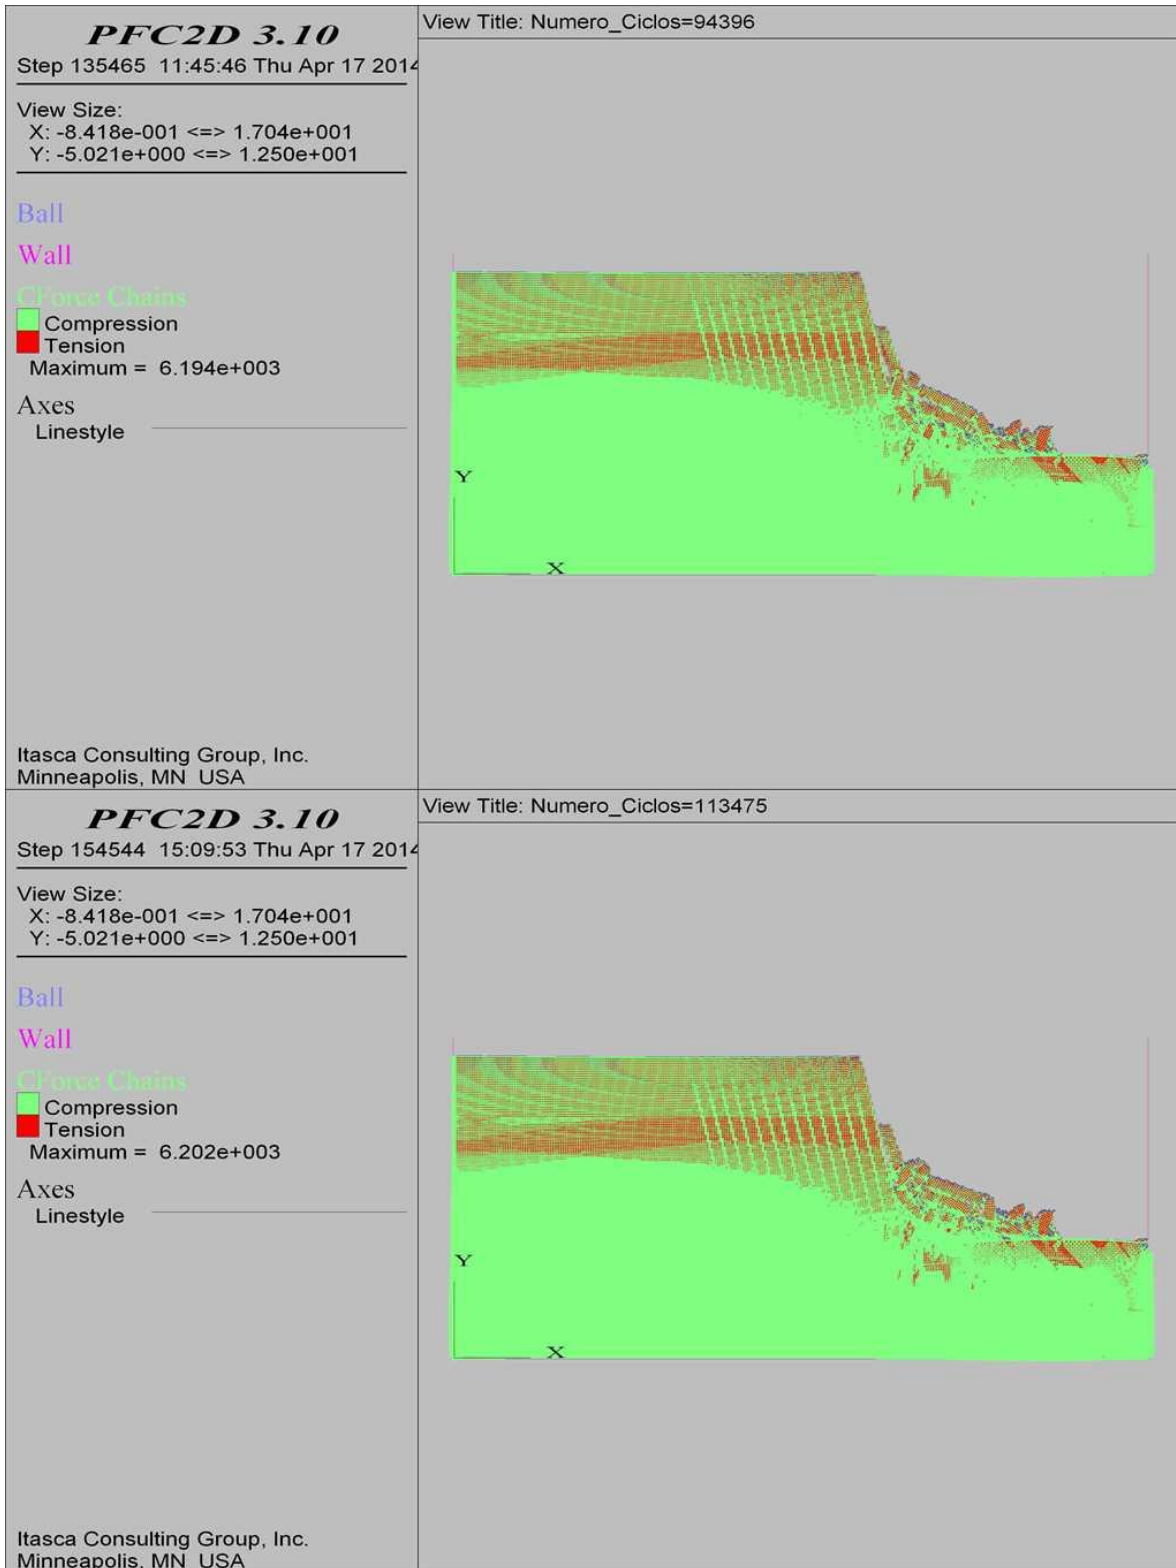 PFC2D 3.10
Step 135465 11:45:46 Thu Apr 17 2014
View Size:
X: -8.418e-001 <=> 1.704e+001
Y: -5.021e+000 <=> 1.250e+001
Ball
Wall
CForce Chains
Compression
Tension
Maximum = 6.194e+003
Axes
Linestyle
Itasca Consulting Group, Inc.
Minneapolis, MN USA
View Title: Numero_Ciclos=94396
Y
X
PFC2D 3.10
Step 154544 15:09:53 Thu Apr 17 2014
View Size:
X: -8.418e-001 <=> 1.704e+001
Y: -5.021e+000 <=> 1.250e+001
Ball
Wall
CForce Chains
Compression
Tension
Maximum = 6.202e+003
Axes
Linestyle
Itasca Consulting Group, Inc.
Minneapolis, MN USA
View Title: Numero_Ciclos=113475
Y
X